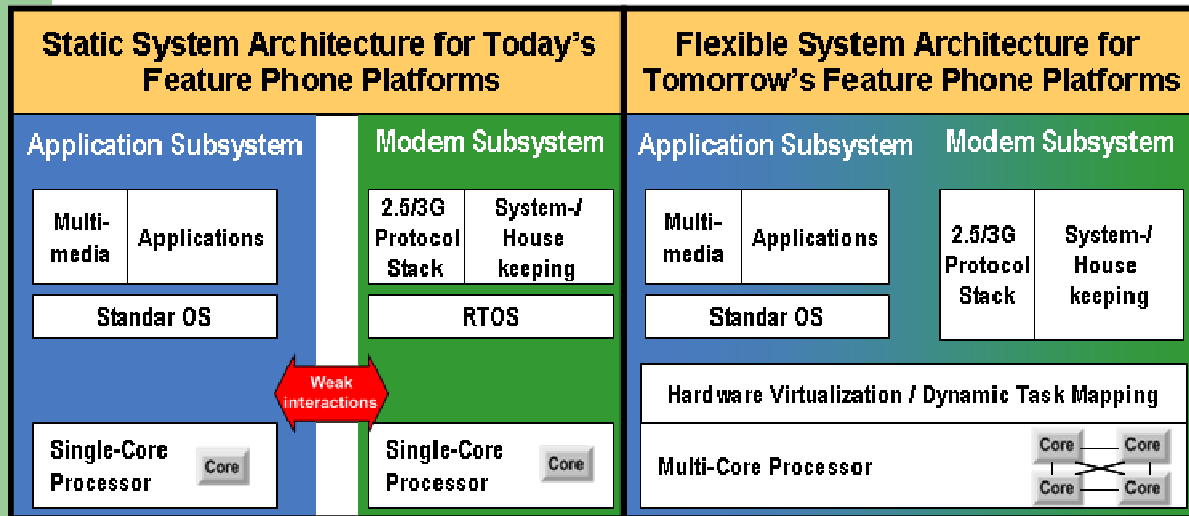 Static System Architecture for Today's
Feature Phone Platforms
Application Subsystem
Multi-
media
Applications
Standar OS
Single-Core
Processor
Core
Weak
interactions
Modem Subsystem
2.5/3G
Protocol
Stack
System-/
House
keeping
RTOS
Single-Core
Processor
Core
Flexible System Architecture for
Tomorrow's Feature Phone Platforms
Application Subsystem
Multi-
media
Applications
Standar OS
Modem Subsystem
2.5/3G
Protocol
Stack
System-/
House
keeping
Hardware Virtualization / Dynamic Task Mapping
Multi-Core Processor
Core
Core
Core
Core